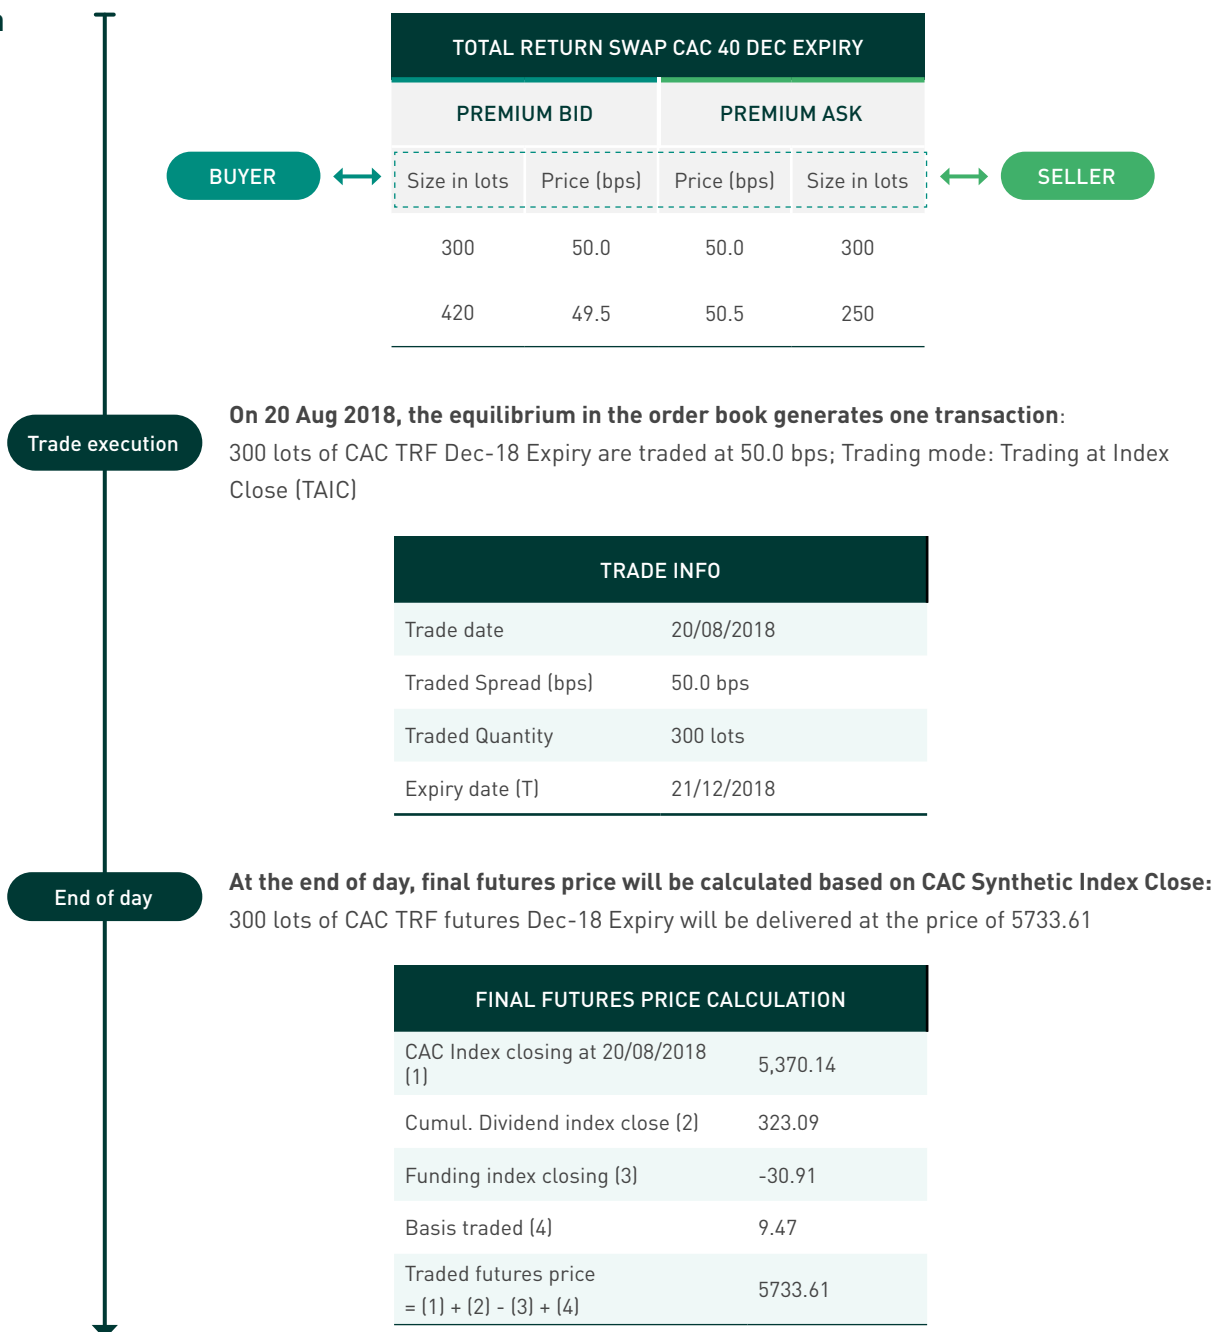 TOTAL RETURN SWAP CAC 40 DEC EXPIRY
PREMIUM BID PREMIUM ASK
BUYER Size in lots Price (bps) Price (bps) Size in lots SELLER
300 50.0 50.0 300
420 49.5 50.5 250
On 20 Aug 2018, the equilibrium in the order book generates one transaction:
Trade execution
300 lots of CAC TRF Dec-18 Expiry are traded at 50.0 bps; Trading mode: Trading at Index
Close (TAIC)
TRADE INFO
Trade date 20/08/2018
Traded Spread (bps) 50.0 bps
Traded Quantity 300 lots
Expiry date (T) 21/12/2018
At the end of day, final futures price will be calculated based on CAC Synthetic Index Close:
End of day
300 lots of CAC TRF futures Dec-18 Expiry will be delivered at the price of 5733.61
FINAL FUTURES PRICE CALCULATION
CAC Index closing at 20/08/2018
(1) 5,370.14
Cumul. Dividend index close (2) 323.09
Funding index closing (3) -30.91
Basis traded (4) 9.47
Traded futures price
= (1) + (2) - (3) + (4) 5733.61